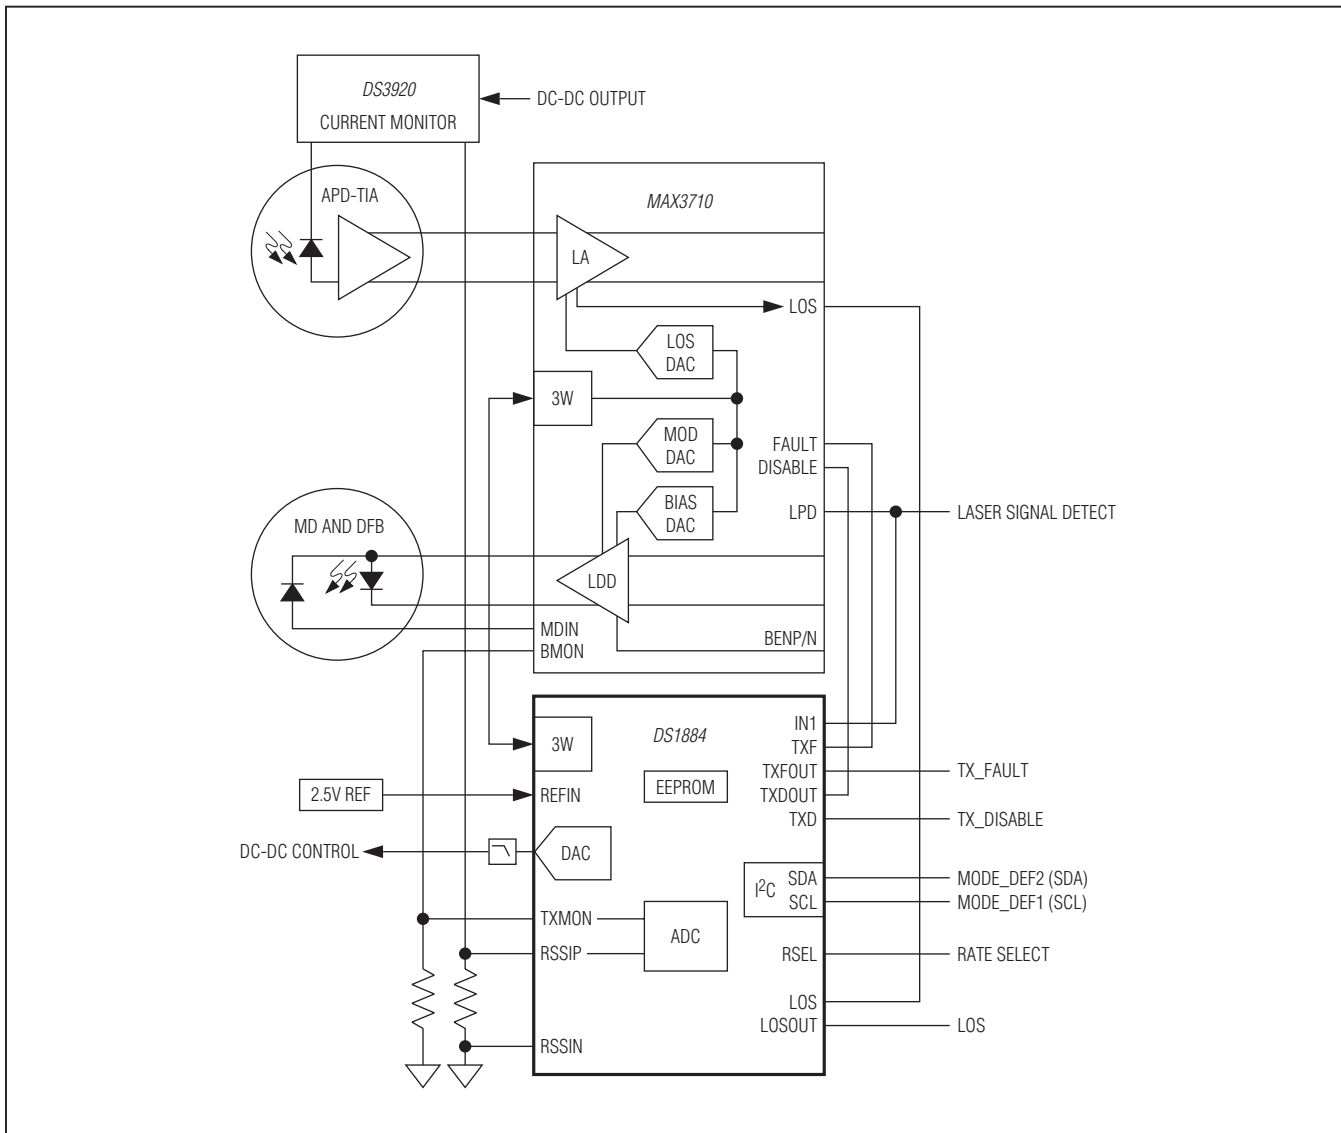 DS3920
CURRENT MONITOR
DC-DC OUTPUT
APD-TIA
MAX3710
LA
LOS
LOS
DAC
3W
MOD
DAC
FAULT
DISABLE
BIAS
DAC
LPD
LASER SIGNAL DETECT
MD AND DFB
LDD
MDIN
BMON
BENP/N
DS1884
3W
IN1
TXF
EEPROM
TXFOUT
TX_FAULT
2.5V REF
REFIN
TXDOUT
TXD
TX_DISABLE
DC-DC CONTROL
DAC
I²C
SDA
MODE_DEF2 (SDA)
SCL
MODE_DEF1 (SCL)
TXMON
ADC
RSSIP
RSEL
RATE SELECT
LOS
LOSOUT
LOS
RSSIN